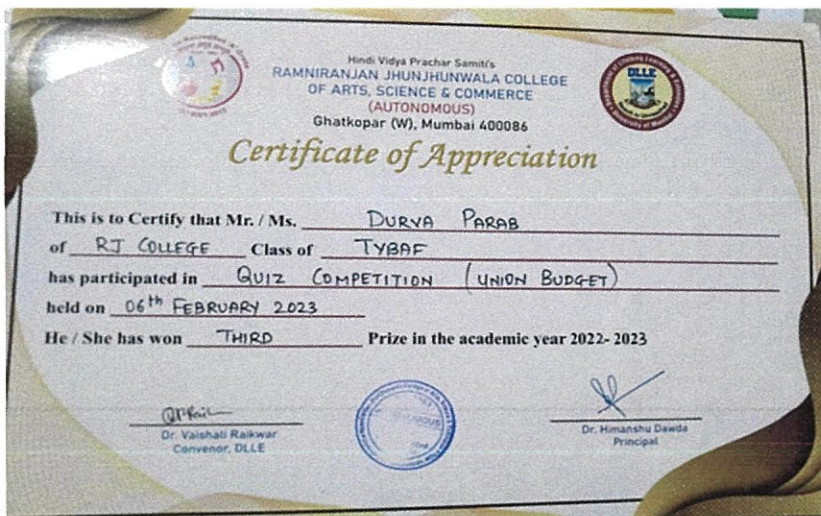 Hindi Vidya Prachar Samiti's
RAMNIRANJAN JHUNJHUNWALA COLLEGE
OF ARTS, SCIENCE & COMMERCE
(AUTONOMOUS)
Ghatkopar (W), Mumbai 400086
DLLE
Certificate of Appreciation
This is to Certify that Mr. / Ms. DURVA PARAB
of RJ COLLEGE Class of TYBAF
has participated in QUIZ COMPETITION (UNION BUDGET)
held on 06th FEBRUARY 2023
He / She has won THIRD Prize in the academic year 2022- 2023
Dr. Vaishali Raikwar
Convenor, DLLE
Dr. Himanshu Dawda
Principal